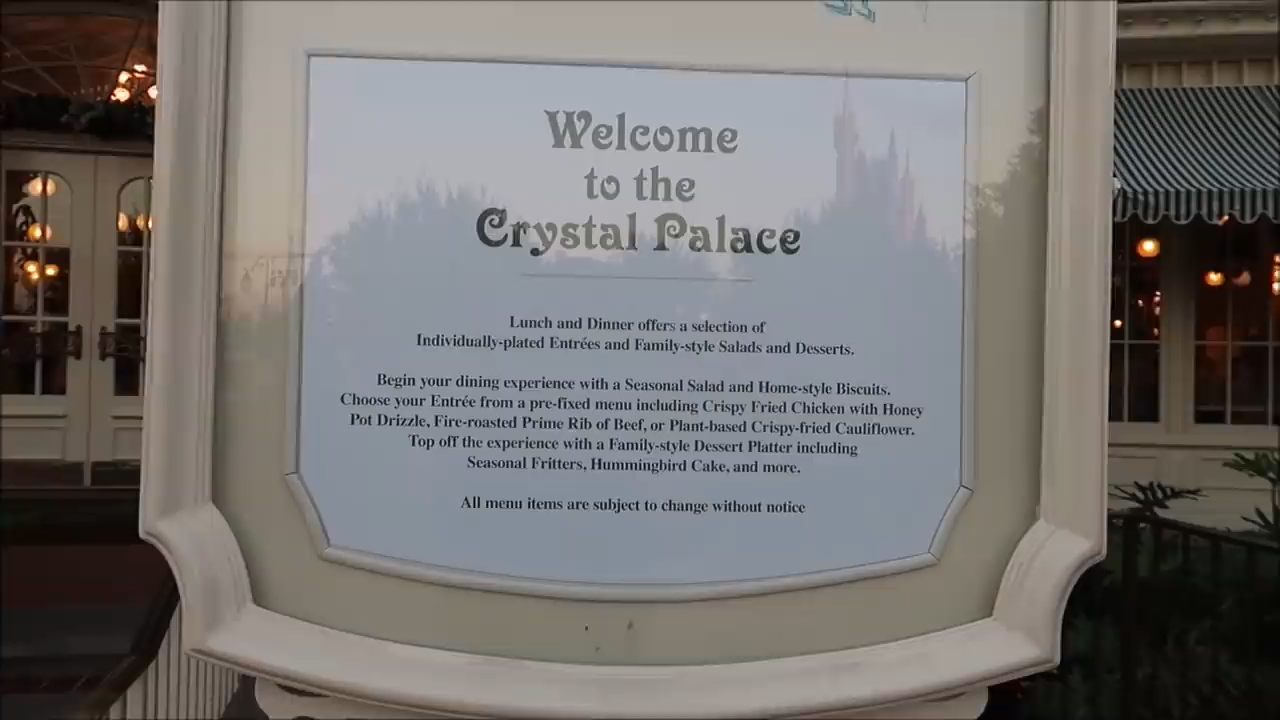 Welcome
to the
Crystal Palace
Lunch and Dinner offers a selection of
Individually-plated Entrées and Family-style Salads and Desserts.
Begin your dining experience with a Seasonal Salad and Home-style Biscuits.
Choose your Entrée from a pre-fixed menu including Crispy Fried Chicken with Honey
Pot Drizzle, Fire-roasted Prime Rib of Beef, or Plant-based Crispy-fried Cauliflower.
Top off the experience with a Family-style Dessert Platter including
Seasonal Fritters, Hummingbird Cake, and more.
All menu items are subject to change without notice